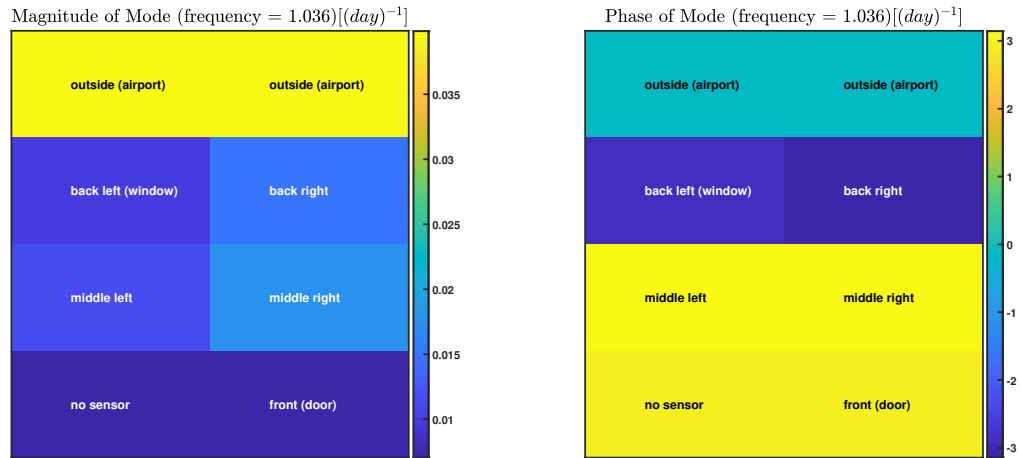 Magnitude of Mode (frequency = 1.036)[(day)⁻¹]
outside (airport) outside (airport)
back left (window) back right
middle left middle right
no sensor front (door)
0.035
0.03
0.025
0.02
0.015
0.01
Phase of Mode (frequency = 1.036)[(day)⁻¹]
outside (airport) outside (airport)
back left (window) back right
middle left middle right
no sensor front (door)
3
2
1
0
-1
-2
-3